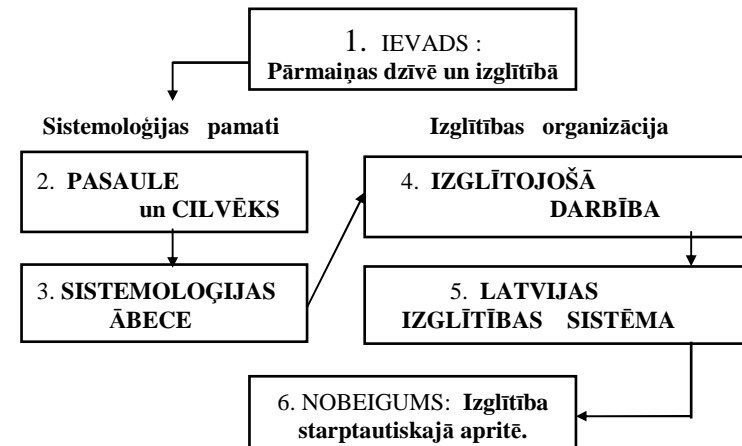 1. IEVADS :
Pārmaiņas dzīvē un izglītībā
Sistemoloģijas pamati
2. PASAULE
un CILVĒKS
3. SISTEMOLOĢIJAS
ĀBECE
Izglītības organizācija
4. IZGLĪTOJOŠĀ
DARBĪBA
5. LATVIJAS
IZGLĪTĪBAS SISTĒMA
6. NOBEIGUMS: Izglītība
starptautiskajā apritē.